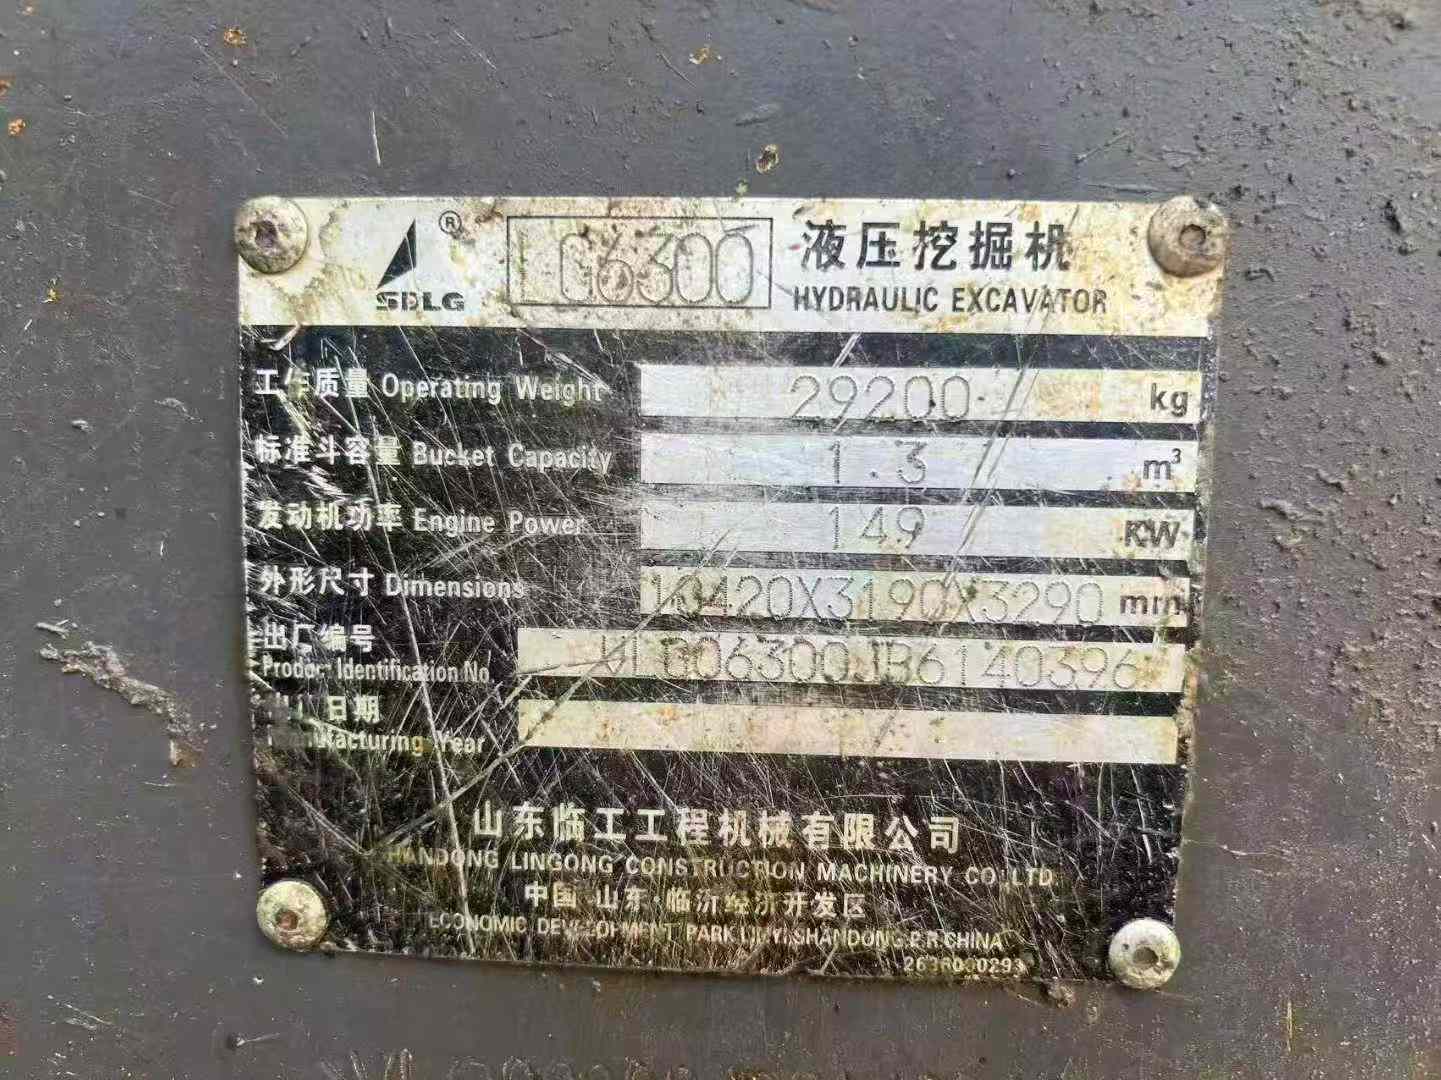 SDLG ® LG6300 液压挖掘机
HYDRAULIC EXCAVATOR
工作质量 Operating Weight 29200 kg
标准斗容量 Bucket Capacity 1.3 m³
发动机功率 Engine Power 149 KW
外形尺寸 Dimensions 10420X3190X3290 mm
出厂编号
Product Identification No VLG06300JB6140396
日期
Manufacturing Year
山东临工工程机械有限公司
SHANDONG LINGONG CONSTRUCTION MACHINERY CO.,LTD
中国·山东·临沂经济开发区
ECONOMIC DEVELOPMENT PARK LINYI SHANDONG P.R.CHINA